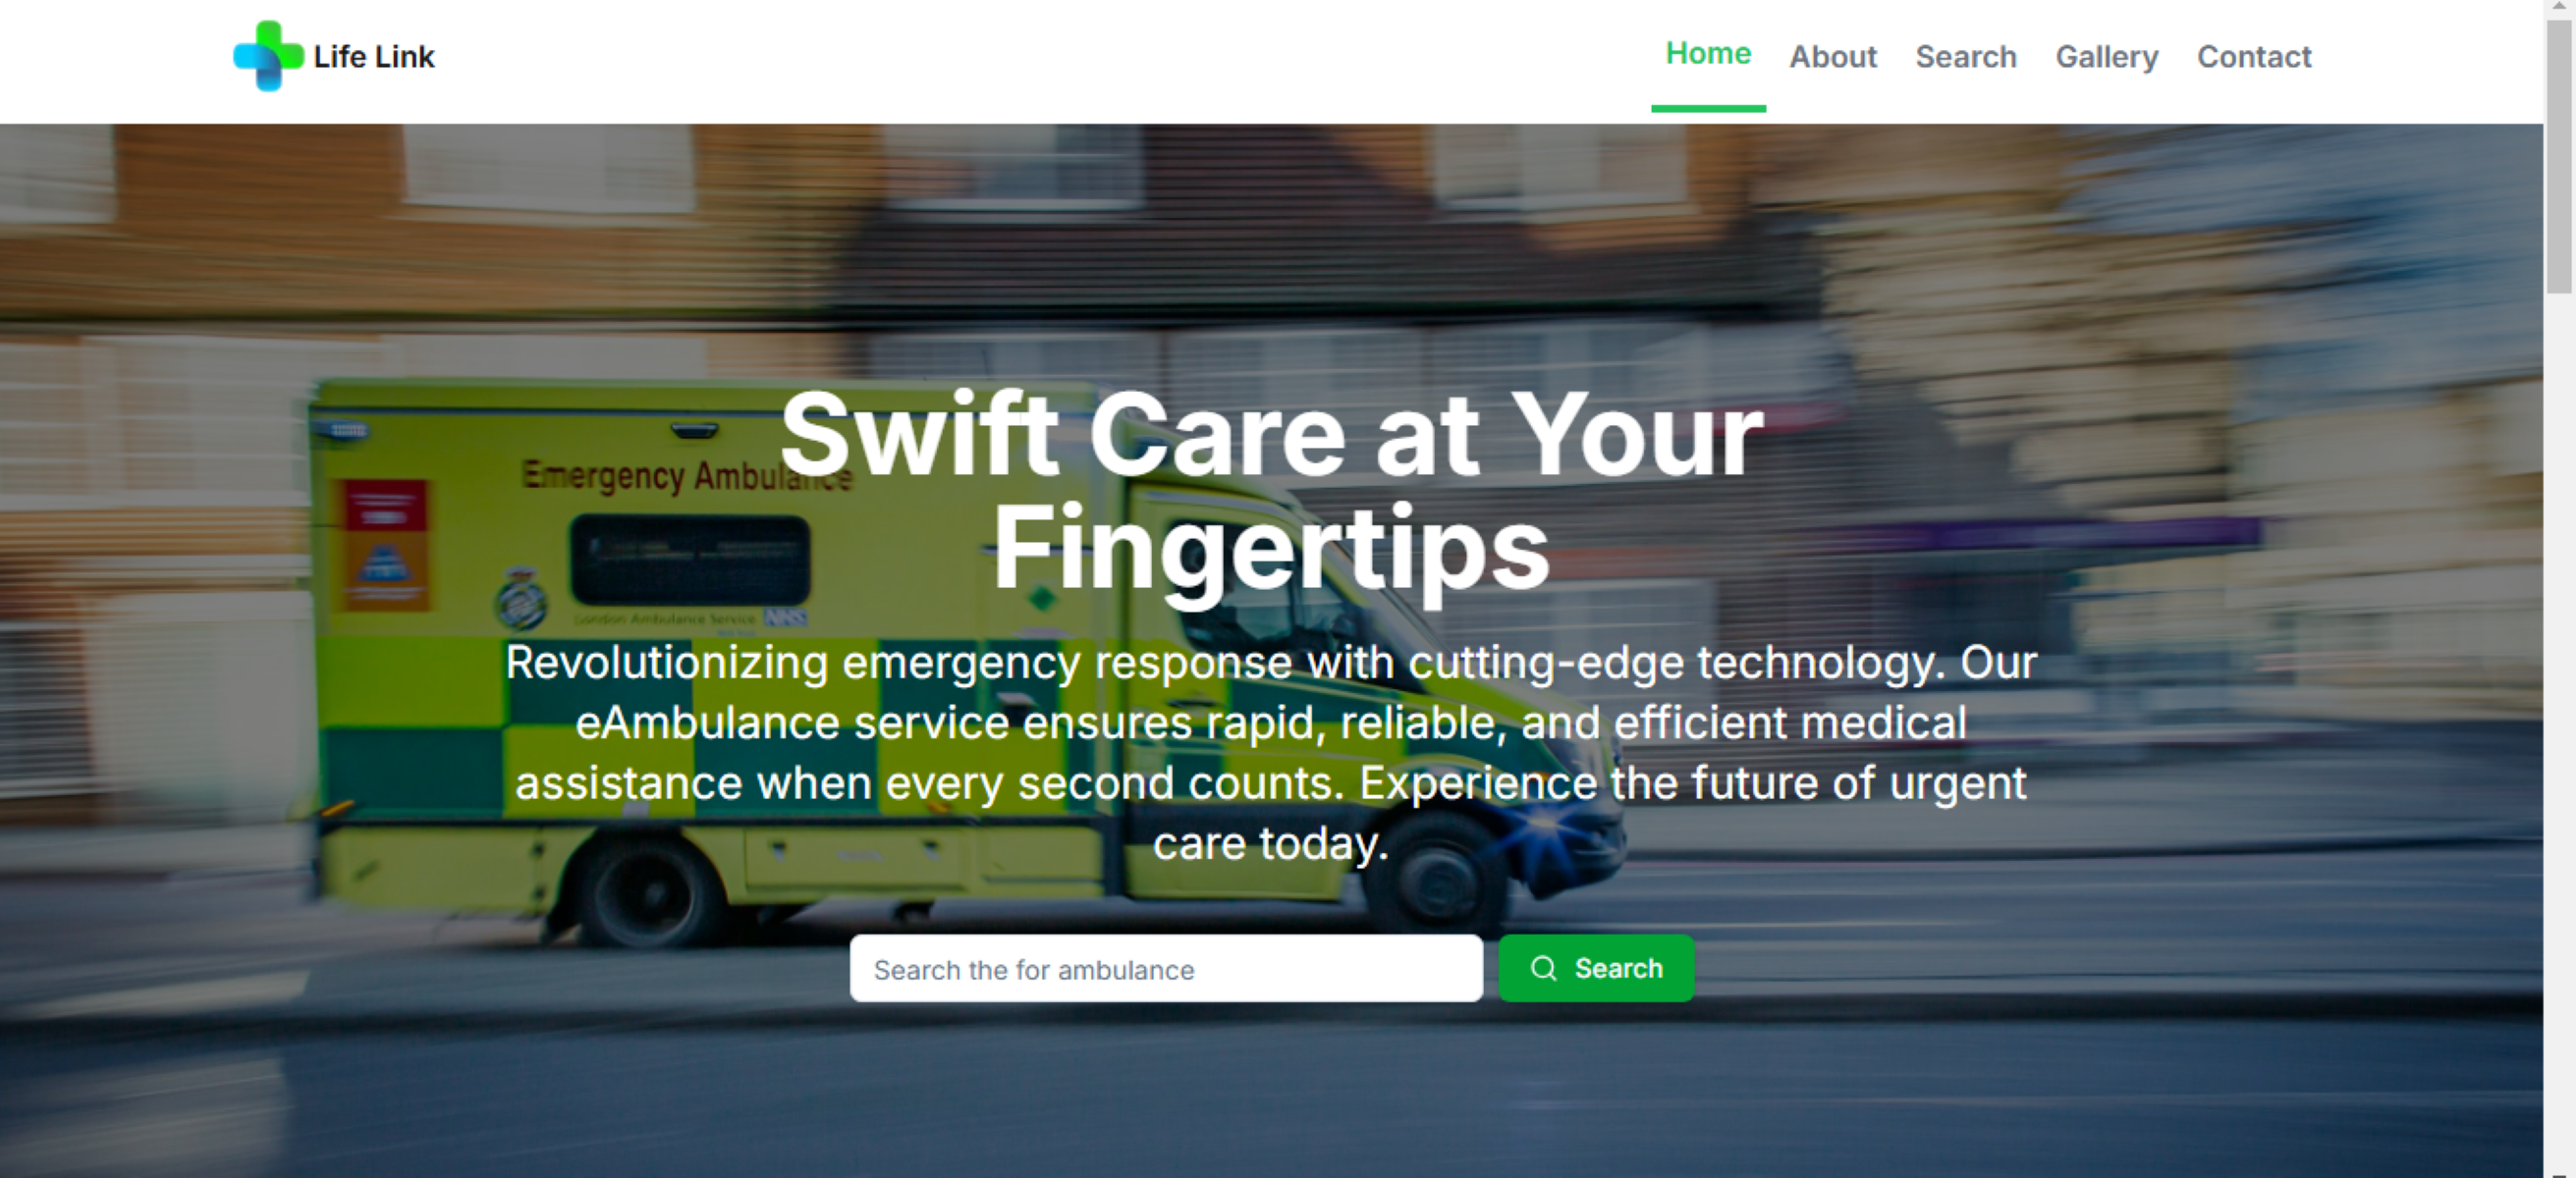 Life Link
Home About Search Gallery Contact
Swift Care at Your
Fingertips
Emergency Ambulance
London Ambulance Service NHS
Revolutionizing emergency response with cutting-edge technology. Our
eAmbulance service ensures rapid, reliable, and efficient medical
assistance when every second counts. Experience the future of urgent
care today.
Search the for ambulance
Search